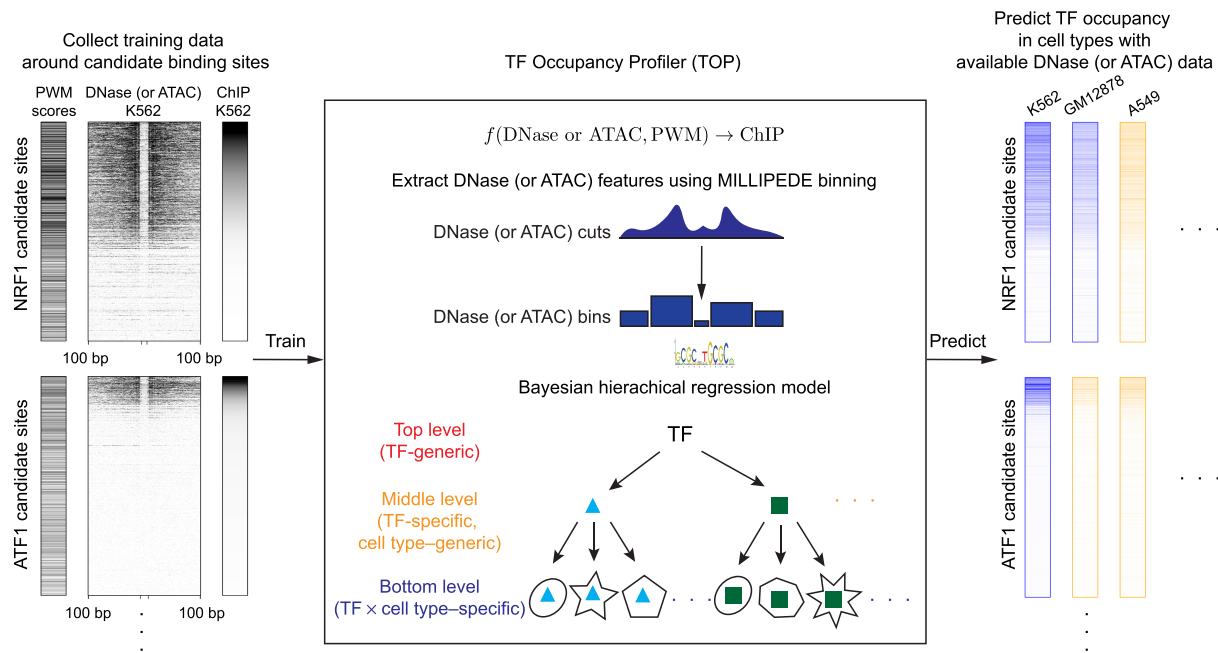 Collect training data
around candidate binding sites
PWM
scores
DNase (or ATAC)
K562
ChIP
K562
NRF1 candidate sites
100 bp
100 bp
ATF1 candidate sites
100 bp
100 bp
Train
TF Occupancy Profiler (TOP)
f(DNase or ATAC, PWM) → ChIP
Extract DNase (or ATAC) features using MILLIPEDE binning
DNase (or ATAC) cuts
DNase (or ATAC) bins
GCGC TGCGC
Bayesian hierachical regression model
Top level
(TF-generic)
TF
Middle level
(TF-specific,
cell type–generic)
Bottom level
(TF × cell type–specific)
Predict
Predict TF occupancy
in cell types with
available DNase (or ATAC) data
K562
GM12878
A549
NRF1 candidate sites
ATF1 candidate sites